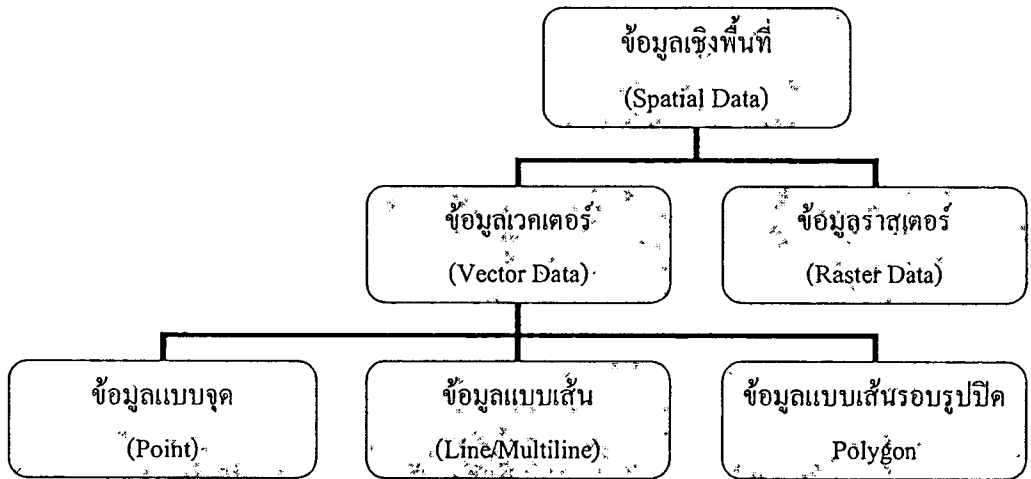 ข้อมูลเชิงพื้นที่
(Spatial Data)
ข้อมูลเวคเตอร์
(Vector Data)
ข้อมูลราสเตอร์
(Raster Data)
ข้อมูลแบบจุด
(Point)
ข้อมูลแบบเส้น
(Line/Multiline)
ข้อมูลแบบเส้นรอบรูปปิด
Polygon